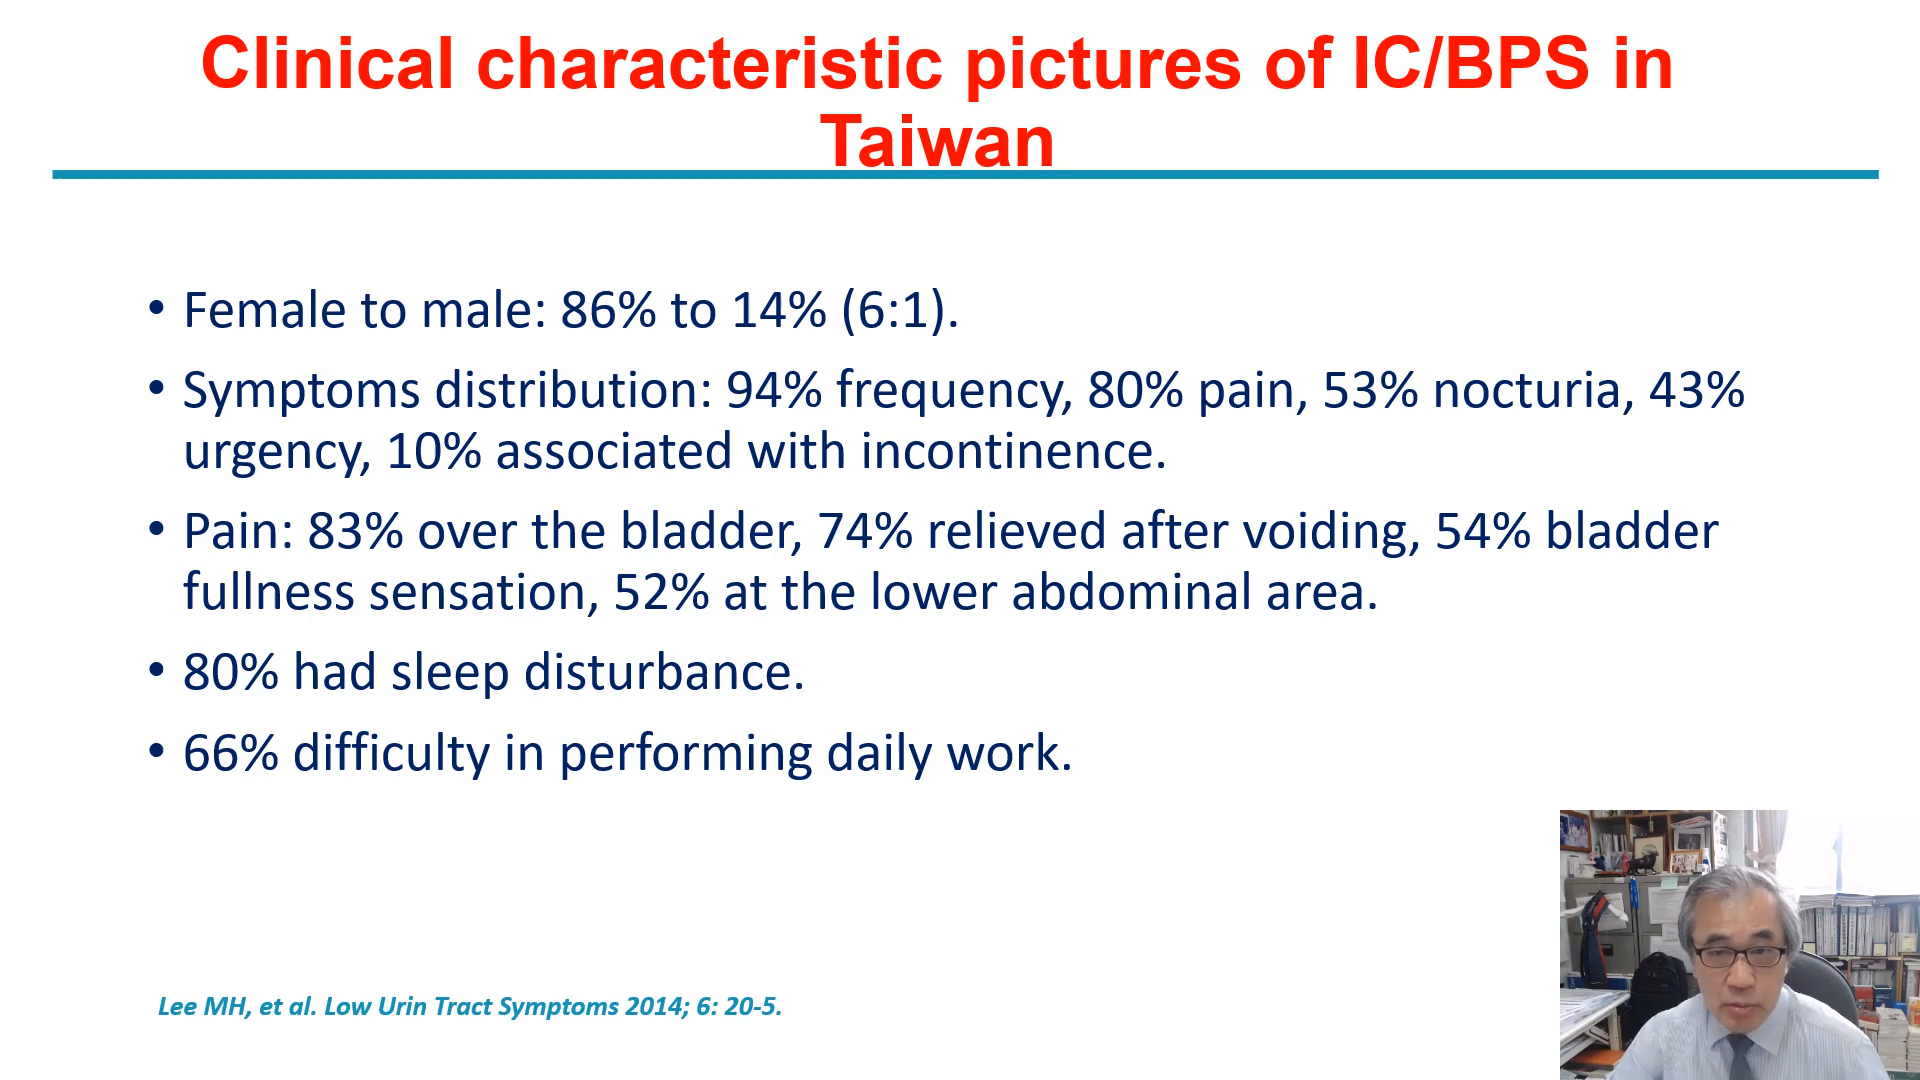 Clinical characteristic pictures of IC/BPS in
Taiwan
• Female to male: 86% to 14% (6:1).
• Symptoms distribution: 94% frequency, 80% pain, 53% nocturia, 43%
urgency, 10% associated with incontinence.
• Pain: 83% over the bladder, 74% relieved after voiding, 54% bladder
fullness sensation, 52% at the lower abdominal area.
• 80% had sleep disturbance.
• 66% difficulty in performing daily work.
Lee MH, et al. Low Urin Tract Symptoms 2014; 6: 20-5.